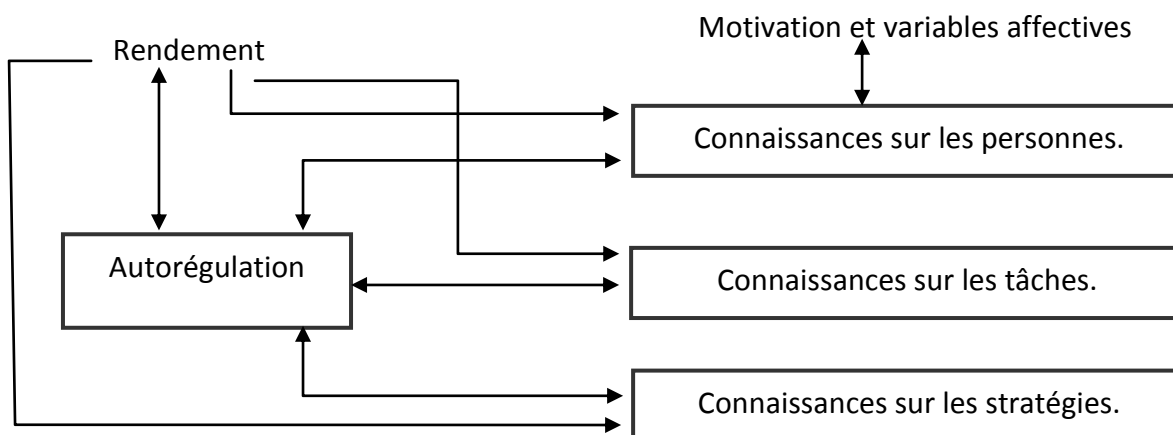 Motivation et variables affectives
Rendement
Connaissances sur les personnes.
Autorégulation
Connaissances sur les tâches.
Connaissances sur les stratégies.